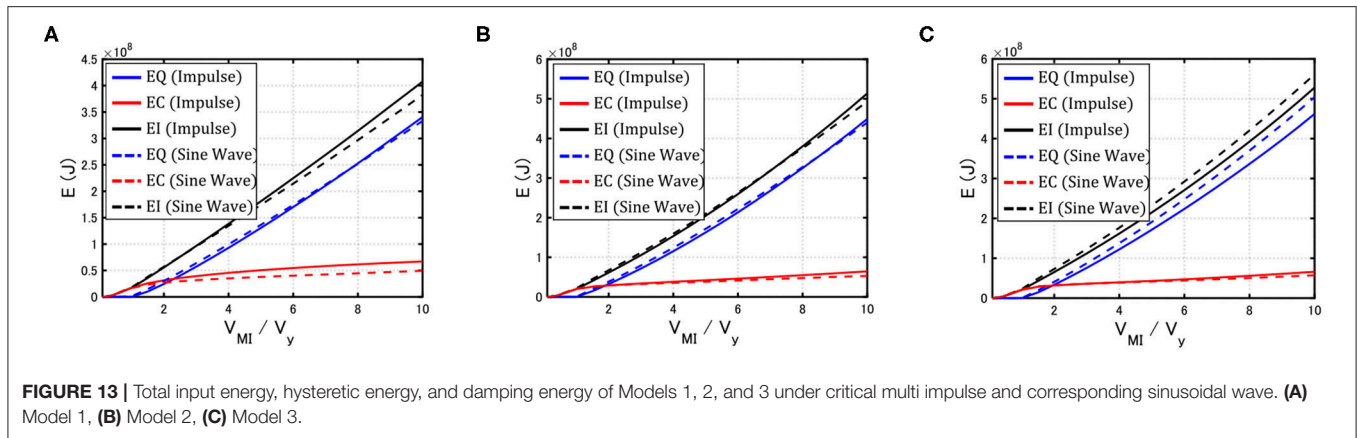 A
×10⁸
4.5
4
3.5
3
2.5
2
1.5
1
0.5
0
E (J)
EQ (Impulse)
EC (Impulse)
EI (Impulse)
EQ (Sine Wave)
EC (Sine Wave)
EI (Sine Wave)
2 4 6 8 10
V_MI / V_y
B
×10⁸
6
5
4
3
2
1
0
E (J)
EQ (Impulse)
EC (Impulse)
EI (Impulse)
EQ (Sine Wave)
EC (Sine Wave)
EI (Sine Wave)
2 4 6 8 10
V_MI / V_y
C
×10⁸
6
5
4
3
2
1
0
E (J)
EQ (Impulse)
EC (Impulse)
EI (Impulse)
EQ (Sine Wave)
EC (Sine Wave)
EI (Sine Wave)
2 4 6 8 10
V_MI / V_y
FIGURE 13 | Total input energy, hysteretic energy, and damping energy of Models 1, 2, and 3 under critical multi impulse and corresponding sinusoidal wave. (A)
Model 1, (B) Model 2, (C) Model 3.